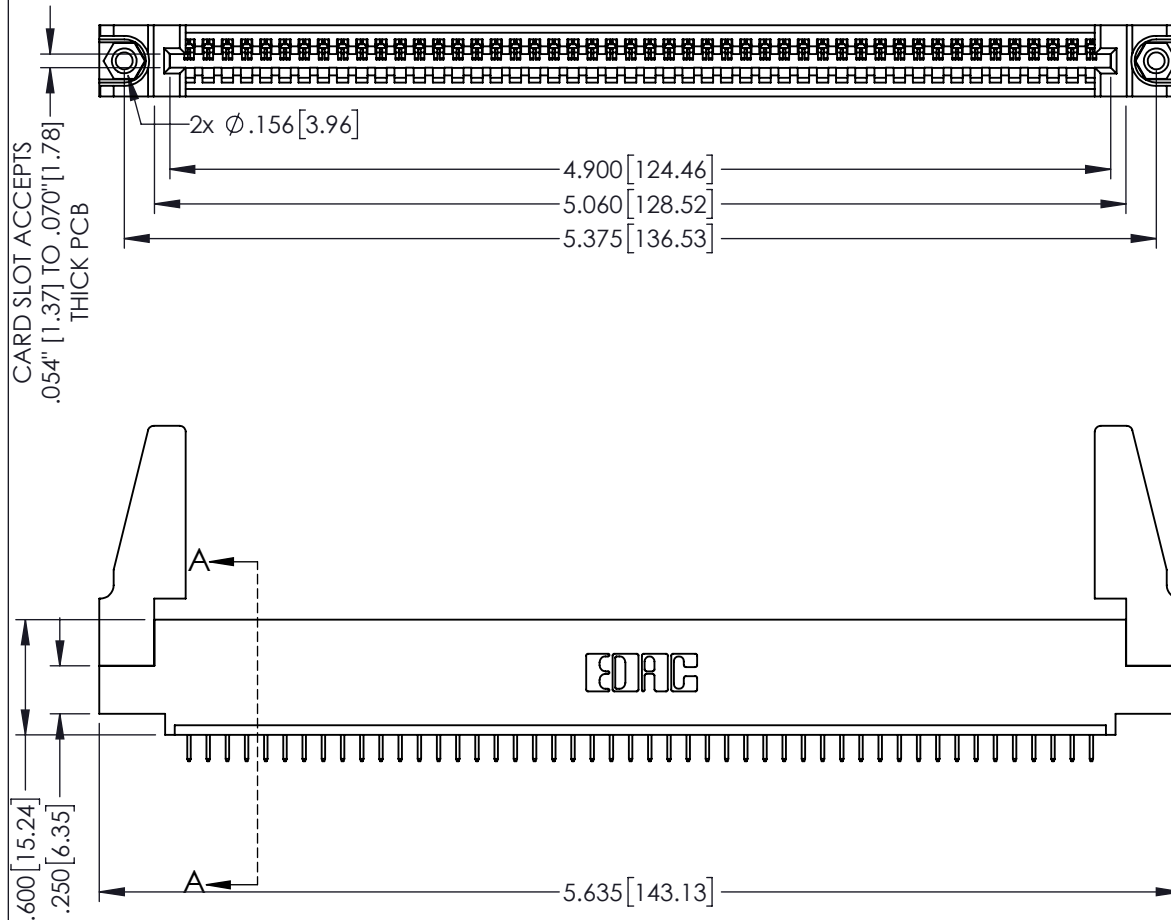 2x Ø.156[3.96]
4.900[124.46]
5.060[128.52]
5.375[136.53]
CARD SLOT ACCEPTS
.054" [1.37] TO .070"[1.78]
THICK PCB
A
EDAC
A
.600[15.24]
.250[6.35]
5.635[143.13]